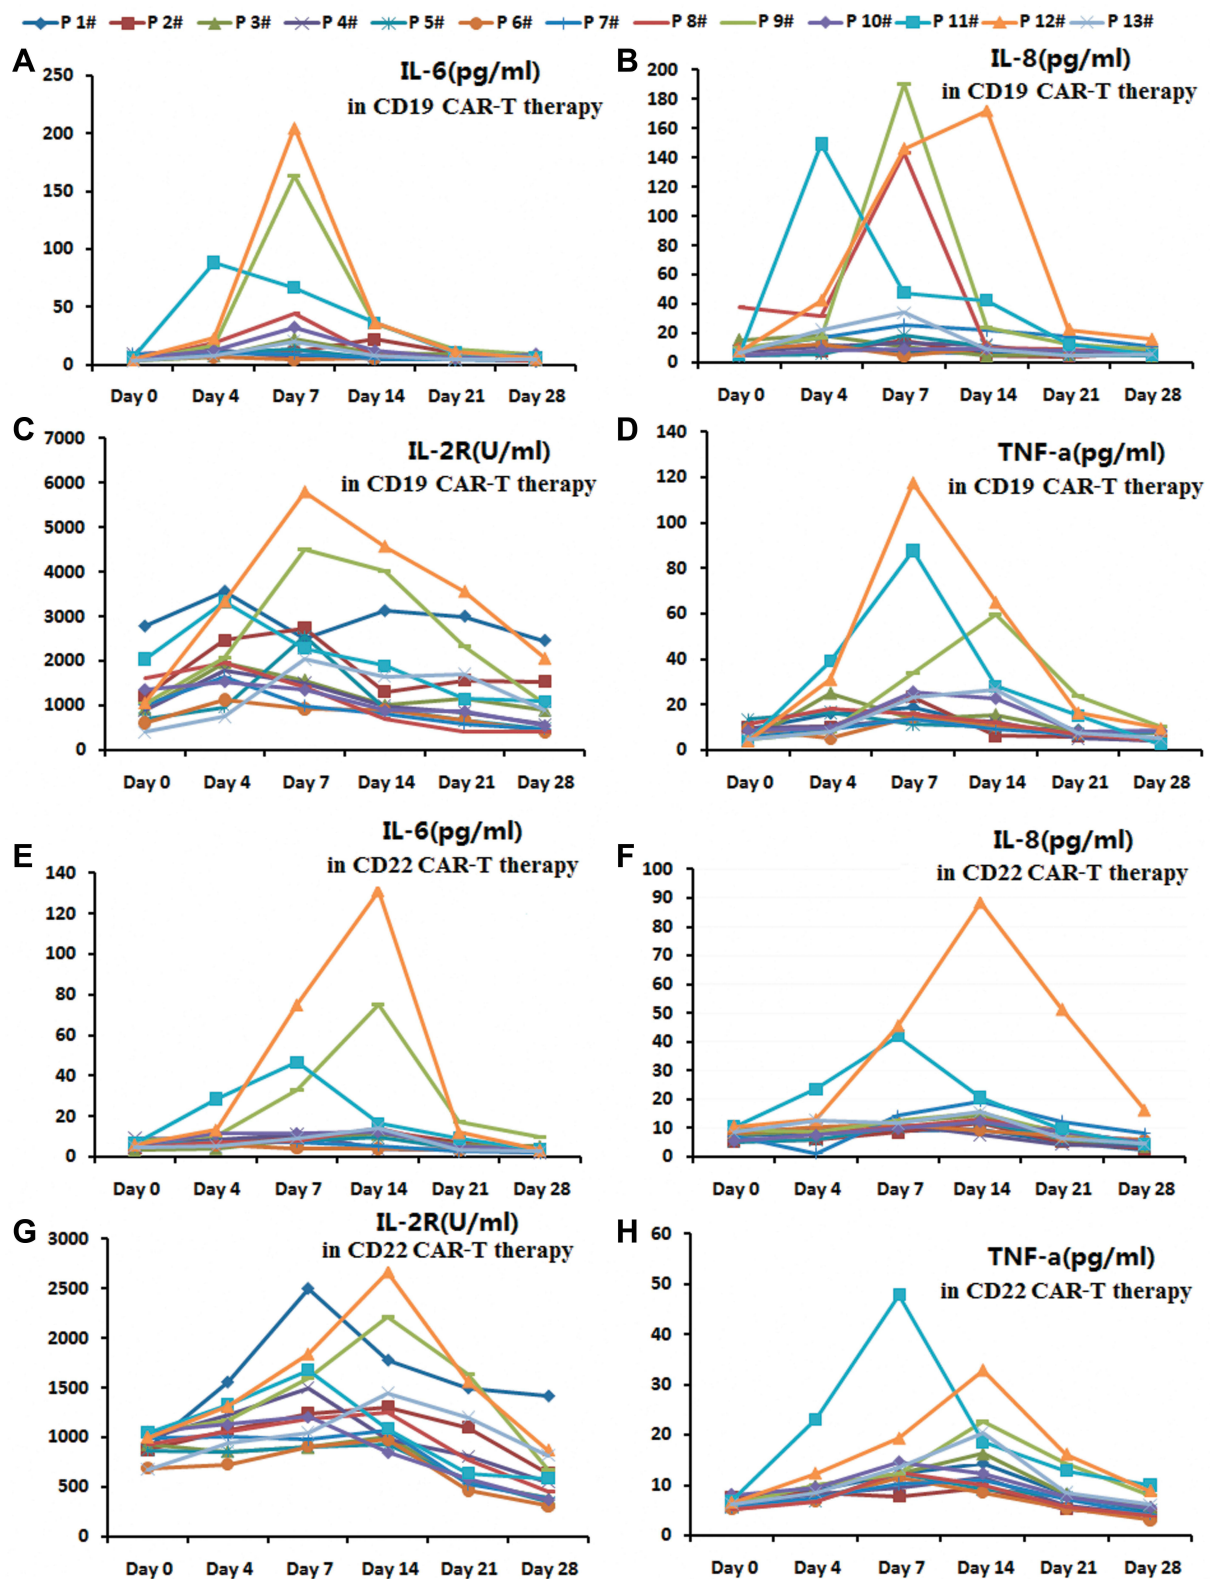 P 1# P 2# P 3# P 4# P 5# P 6# P 7# P 8# P 9# P 10# P 11# P 12# P 13#
A
IL-6(pg/ml)
in CD19 CAR-T therapy
250
200
150
100
50
0
Day 0 Day 4 Day 7 Day 14 Day 21 Day 28
B
IL-8(pg/ml)
in CD19 CAR-T therapy
200
180
160
140
120
100
80
60
40
20
0
Day 0 Day 4 Day 7 Day 14 Day 21 Day 28
C
IL-2R(U/ml)
in CD19 CAR-T therapy
7000
6000
5000
4000
3000
2000
1000
0
Day 0 Day 4 Day 7 Day 14 Day 21 Day 28
D
TNF-a(pg/ml)
in CD19 CAR-T therapy
140
120
100
80
60
40
20
0
Day 0 Day 4 Day 7 Day 14 Day 21 Day 28
E
IL-6(pg/ml)
in CD22 CAR-T therapy
140
120
100
80
60
40
20
0
Day 0 Day 4 Day 7 Day 14 Day 21 Day 28
F
IL-8(pg/ml)
in CD22 CAR-T therapy
100
90
80
70
60
50
40
30
20
10
0
Day 0 Day 4 Day 7 Day 14 Day 21 Day 28
G
IL-2R(U/ml)
in CD22 CAR-T therapy
3000
2500
2000
1500
1000
500
0
Day 0 Day 4 Day 7 Day 14 Day 21 Day 28
H
TNF-a(pg/ml)
in CD22 CAR-T therapy
60
50
40
30
20
10
0
Day 0 Day 4 Day 7 Day 14 Day 21 Day 28